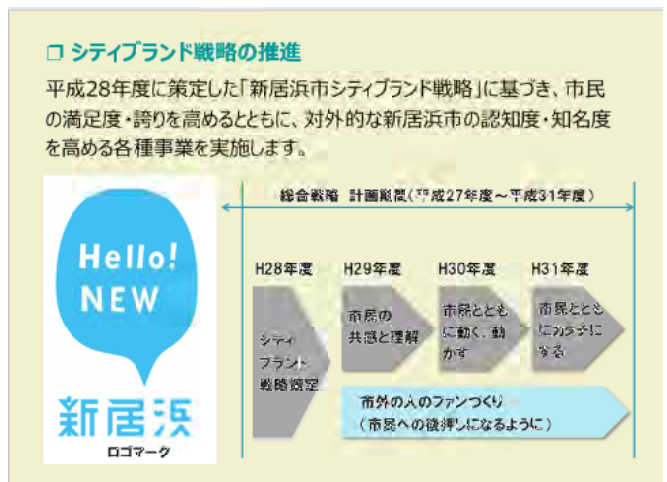 ❒ シティブランド戦略の推進
平成28年度に策定した「新居浜市シティブランド戦略」に基づき、市民
の満足度・誇りを高めるとともに、対外的な新居浜市の認知度・知名度
を高める各種事業を実施します。
総合戦略 計画期間(平成27年度～平成31年度)
Hello!
NEW
新居浜
ロゴマーク
H28年度
H29年度
H30年度
H31年度
シティ
ブランド
戦略策定
市民の
共感と理解
市民ととも
に動く、動
かす
市民ととも
にカタチに
する
市外の人のファンづくり
(市民への後押しになるように)